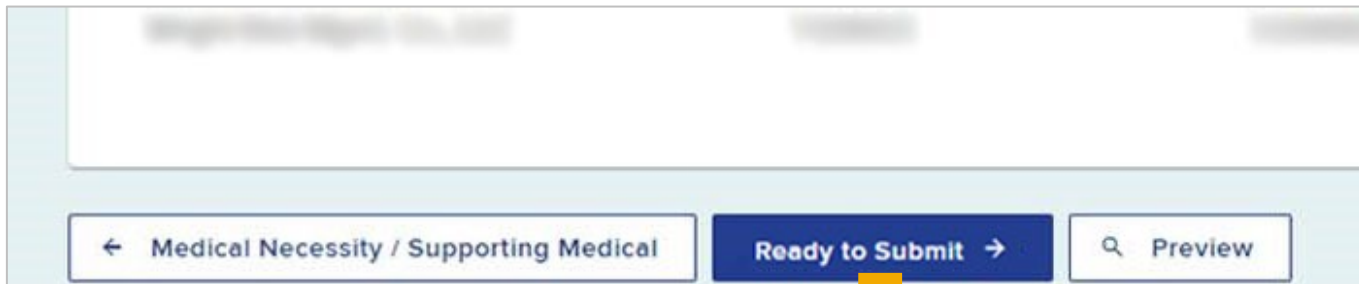 ← Medical Necessity / Supporting Medical
Ready to Submit →
Preview